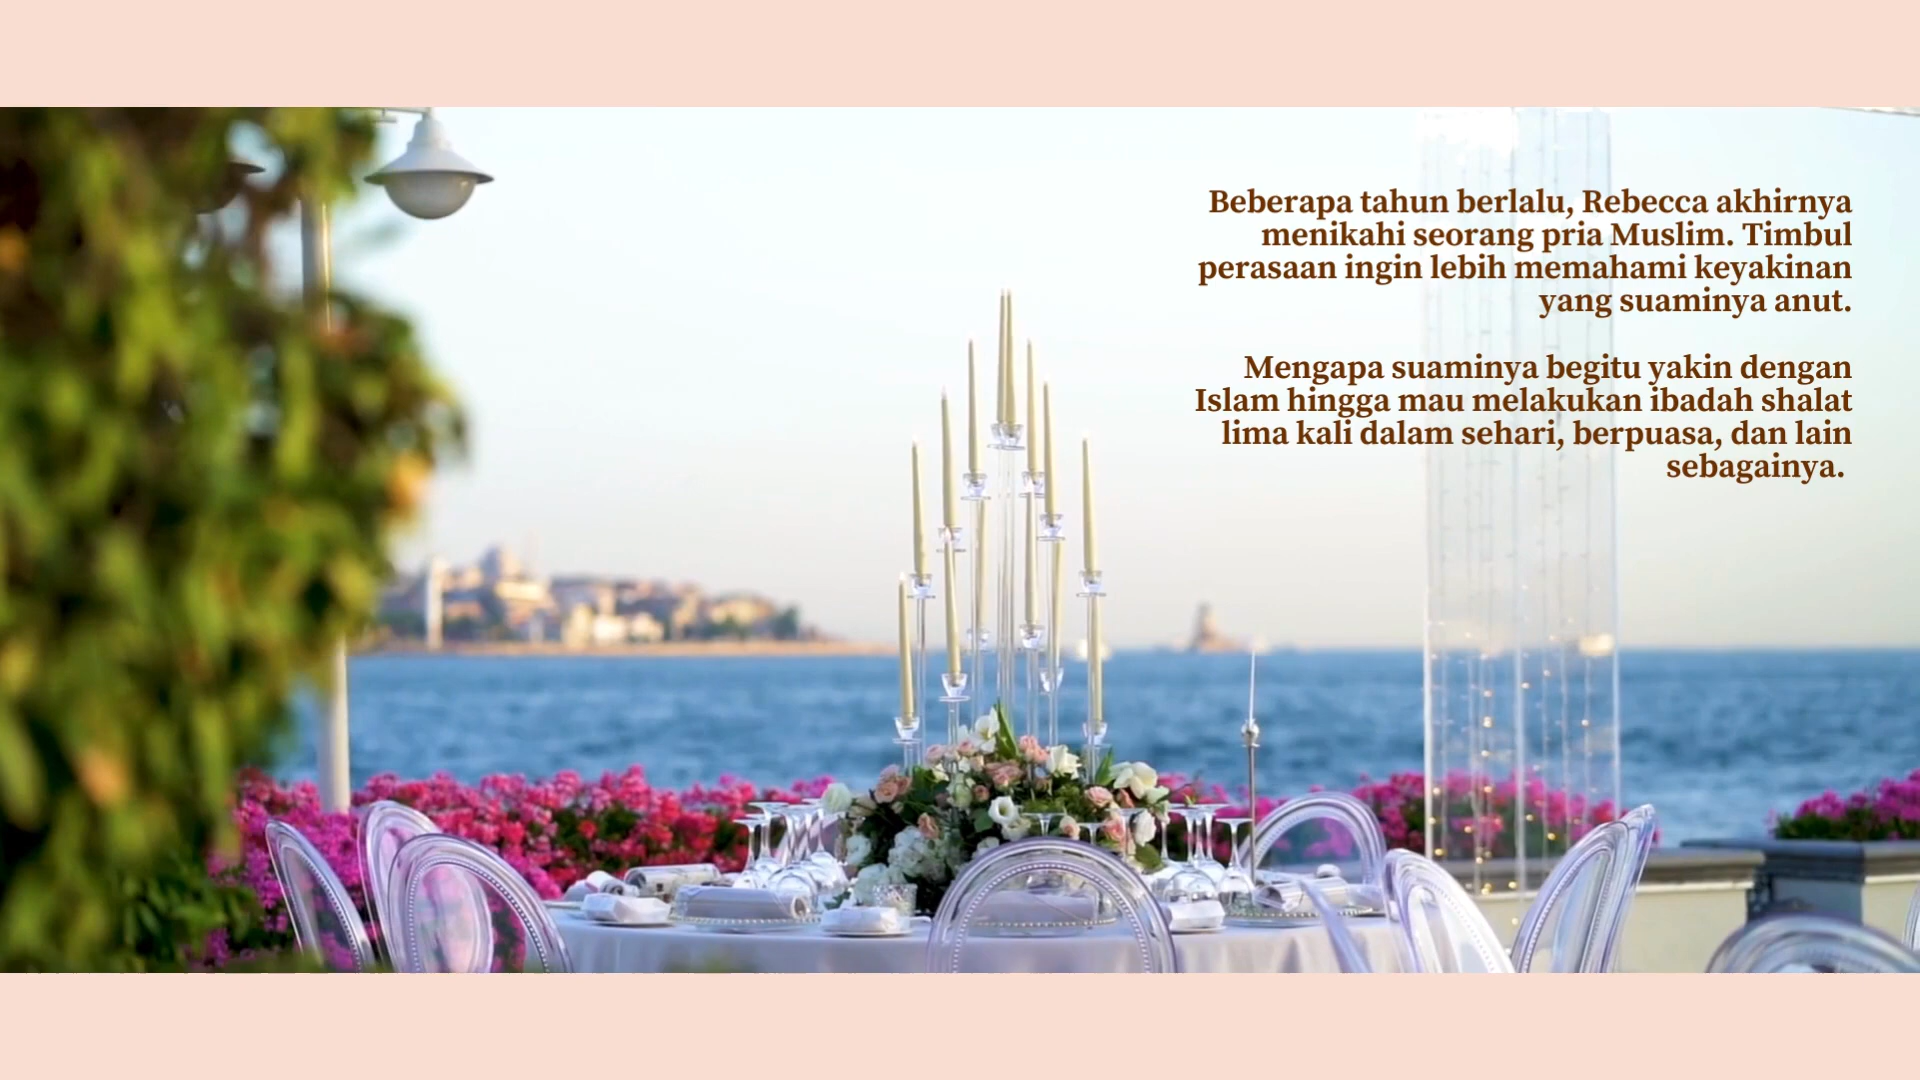 Beberapa tahun berlalu, Rebecca akhirnya
menikahi seorang pria Muslim. Timbul
perasaan ingin lebih memahami keyakinan
yang suaminya anut.
Mengapa suaminya begitu yakin dengan
Islam hingga mau melakukan ibadah shalat
lima kali dalam sehari, berpuasa, dan lain
sebagainya.